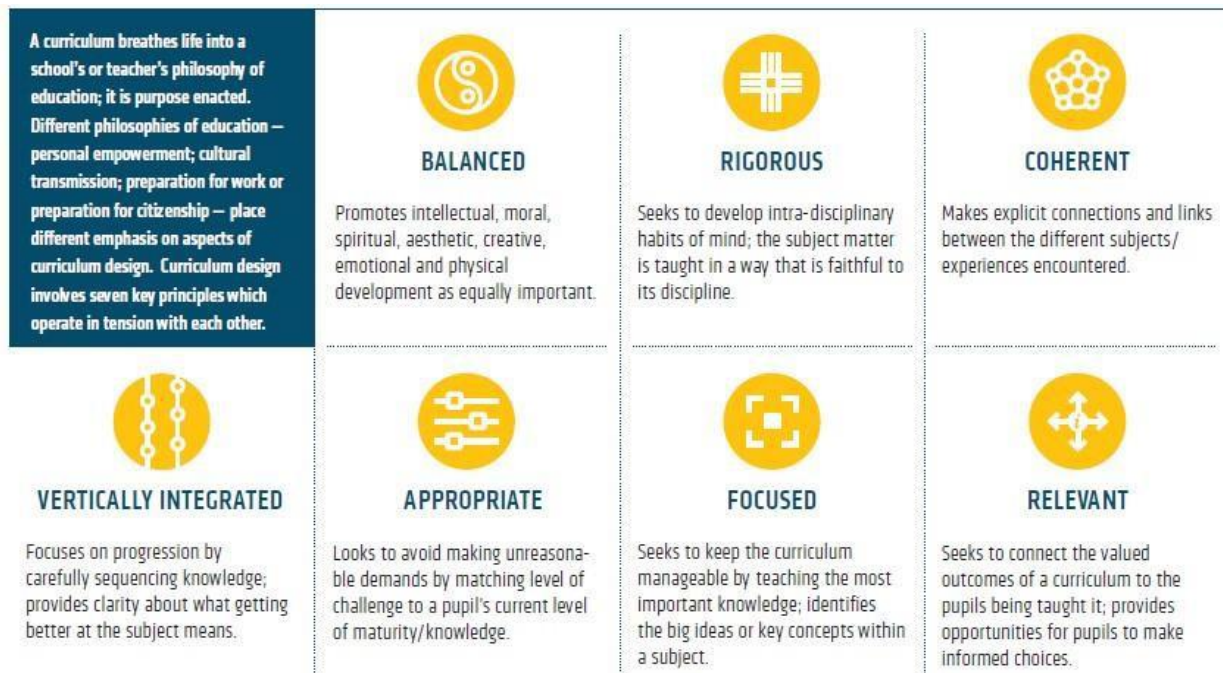 A curriculum breathes life into a
school's or teacher's philosophy of
education; it is purpose enacted.
Different philosophies of education —
personal empowerment; cultural
transmission; preparation for work or
preparation for citizenship — place
different emphasis on aspects of
curriculum design. Curriculum design
involves seven key principles which
operate in tension with each other.
BALANCED
Promotes intellectual, moral,
spiritual, aesthetic, creative,
emotional and physical
development as equally important.
RIGOROUS
Seeks to develop intra-disciplinary
habits of mind; the subject matter
is taught in a way that is faithful to
its discipline.
COHERENT
Makes explicit connections and links
between the different subjects/
experiences encountered.
VERTICALLY INTEGRATED
Focuses on progression by
carefully sequencing knowledge;
provides clarity about what getting
better at the subject means.
APPROPRIATE
Looks to avoid making unreasona-
ble demands by matching level of
challenge to a pupil's current level
of maturity/knowledge.
FOCUSED
Seeks to keep the curriculum
manageable by teaching the most
important knowledge; identifies
the big ideas or key concepts within
a subject.
RELEVANT
Seeks to connect the valued
outcomes of a curriculum to the
pupils being taught it; provides
opportunities for pupils to make
informed choices.